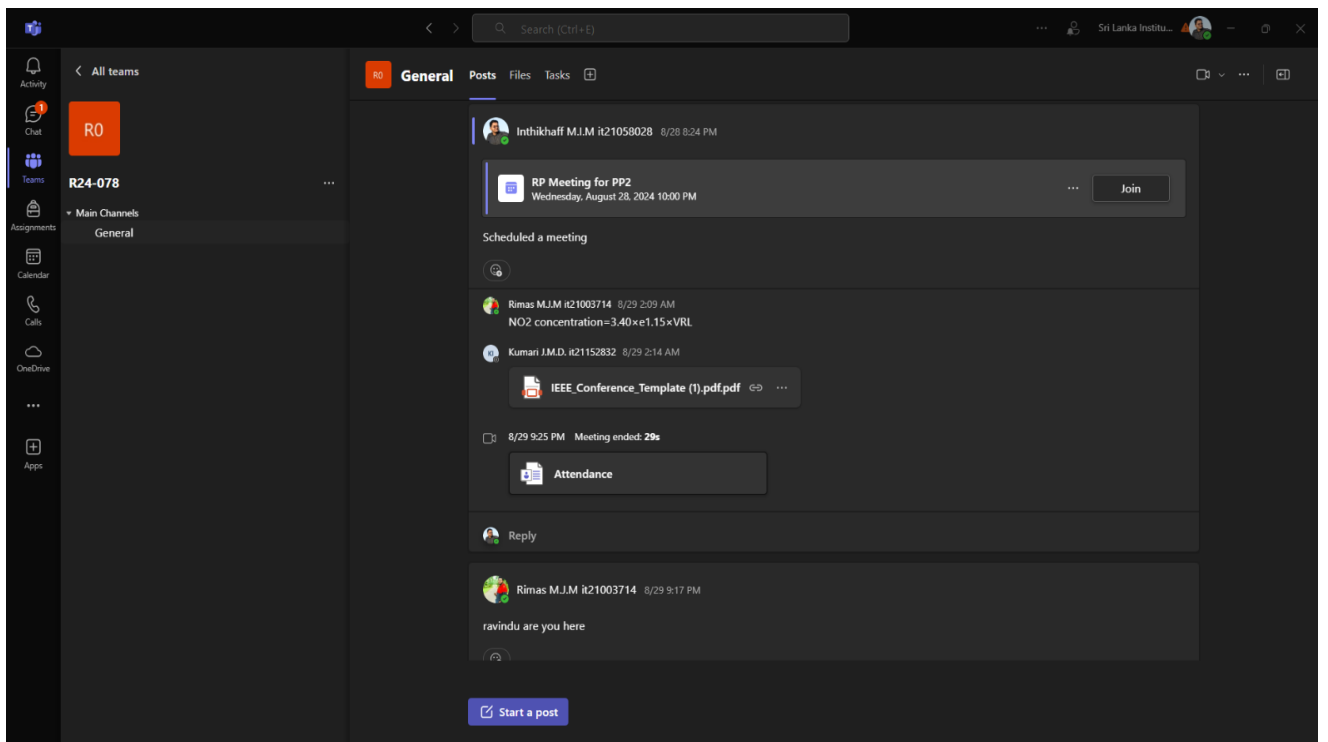 Search (Ctrl+E)
Sri Lanka Institu...
Activity
Chat
1
Teams
Assignments
Calendar
Calls
OneDrive
Apps
All teams
R0
R24-078
Main Channels
General
R0 General Posts Files Tasks
Inthikhaff M.I.M it21058028 8/28 8:24 PM
RP Meeting for PP2
Wednesday, August 28, 2024 10:00 PM
Join
Scheduled a meeting
Rimas M.J.M it21003714 8/29 2:09 AM
NO2 concentration=3.40×e1.15×VRL
Kumari J.M.D. it21152832 8/29 2:14 AM
IEEE_Conference_Template (1).pdf.pdf
8/29 9:25 PM Meeting ended: 29s
Attendance
Reply
Rimas M.J.M it21003714 8/29 9:17 PM
ravindu are you here
Start a post